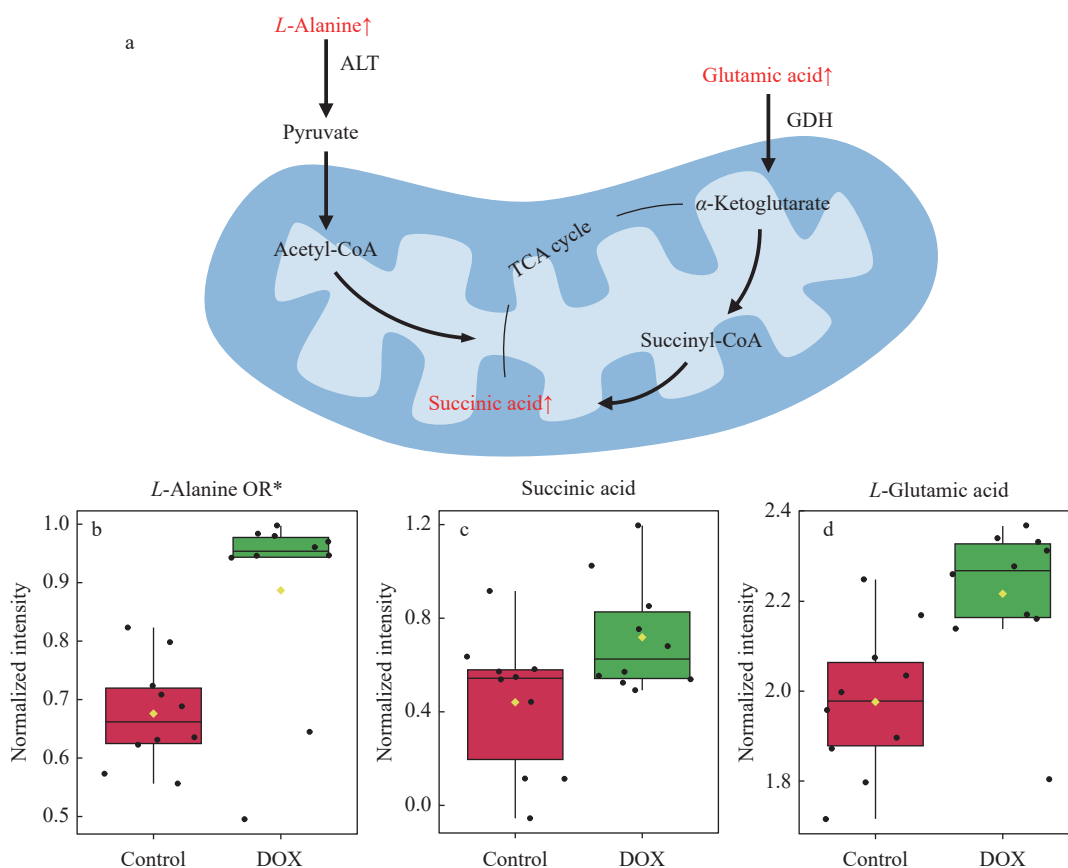 a
L-Alanine↑
ALT
Pyruvate
Acetyl-CoA
Glutamic acid↑
GDH
α-Ketoglutarate
TCA cycle
Succinyl-CoA
Succinic acid↑
L-Alanine OR*
b
Normalized intensity
1.0
0.9
0.8
0.7
0.6
0.5
Control
DOX
Succinic acid
c
Normalized intensity
1.2
0.8
0.4
0.0
Control
DOX
L-Glutamic acid
d
Normalized intensity
2.4
2.2
2.0
1.8
Control
DOX